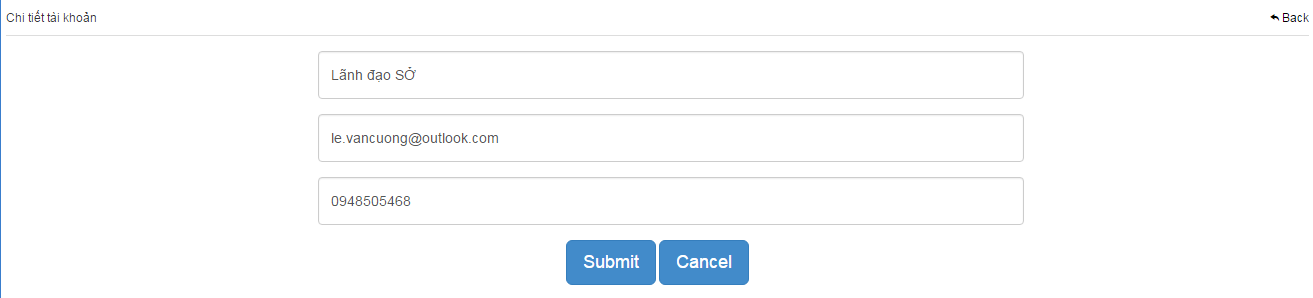 Chi tiết tài khoản
Back
Lãnh đạo SỞ
le.vancuong@outlook.com
0948505468
Submit Cancel